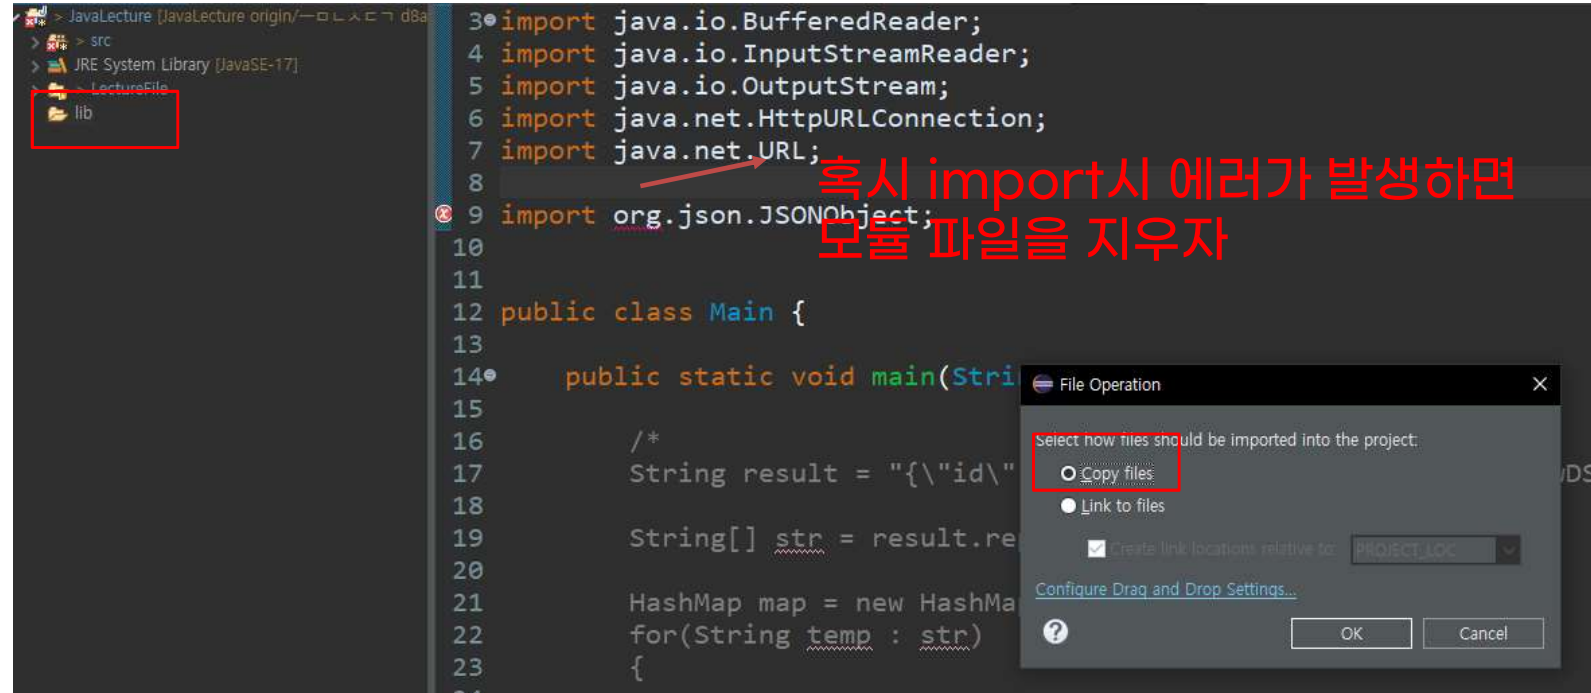 > JavaLecture [JavaLecture origin/ㅡㅁㄴㅅㄷㄱ d8a
> src
JRE System Library [JavaSE-17]
> LectureFile
lib
3 import java.io.BufferedReader;
4 import java.io.InputStreamReader;
5 import java.io.OutputStream;
6 import java.net.HttpURLConnection;
7 import java.net.URL;
8
9 import org.json.JSONObject;
10
11
12 public class Main {
13
14 public static void main(Stri
15
16 /*
17 String result = "{\"id\"
18
19 String[] str = result.re
20
21 HashMap map = new HashMa
22 for(String temp : str)
23 {
혹시 import시 에러가 발생하면
모듈 파일을 지우자
File Operation
Select how files should be imported into the project:
Copy files
Link to files
Create link locations relative to: PROJECT_LOC
Configure Drag and Drop Settings...
OK Cancel